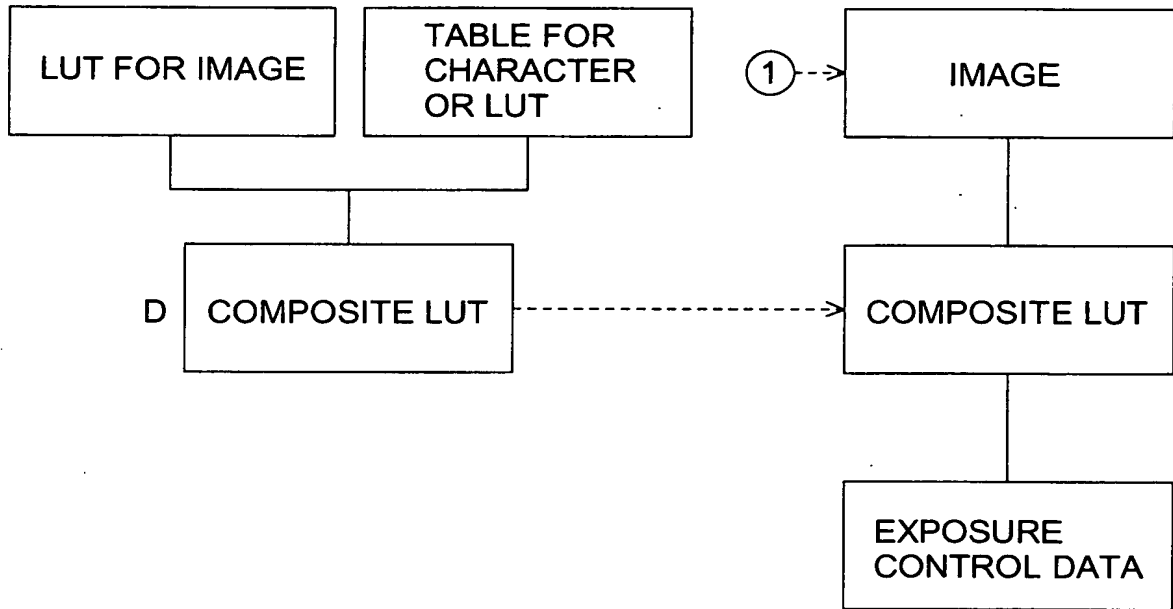 LUT FOR IMAGE
TABLE FOR
CHARACTER
OR LUT
1
IMAGE
D
COMPOSITE LUT
COMPOSITE LUT
EXPOSURE
CONTROL DATA